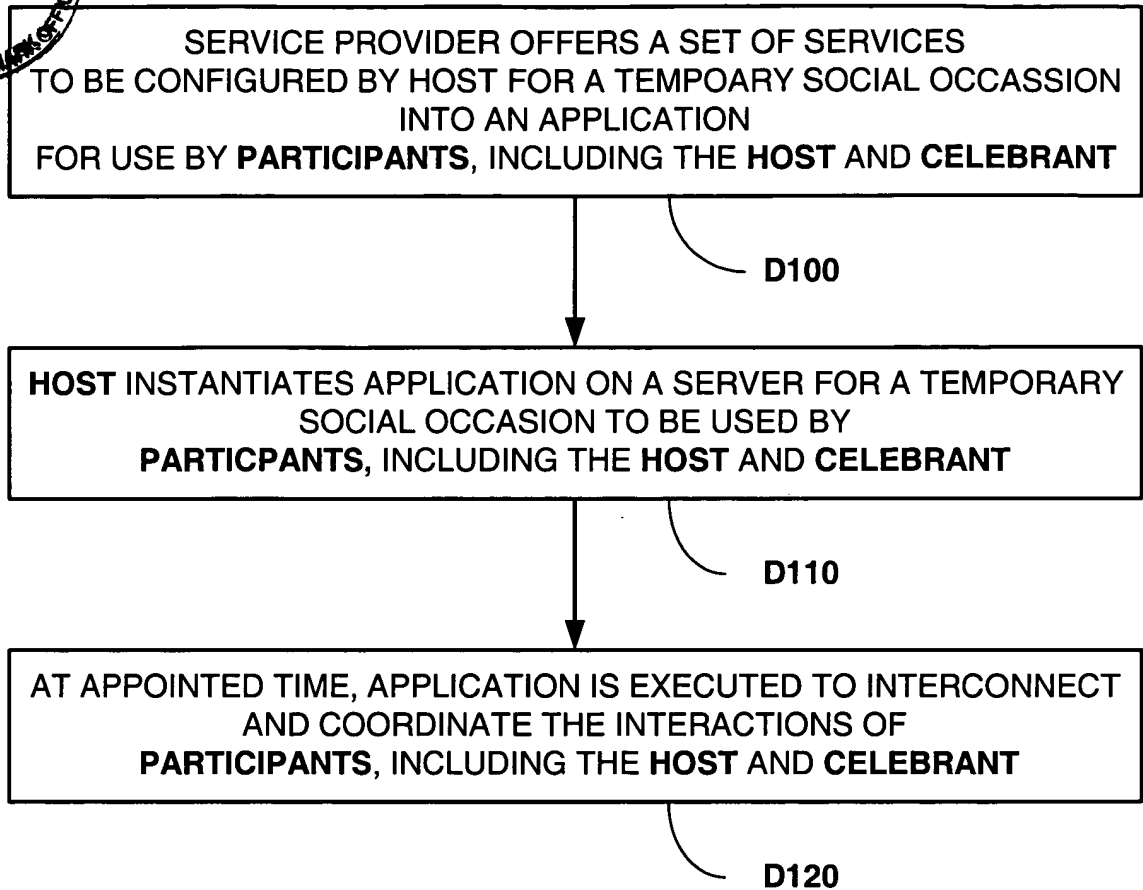 SERVICE PROVIDER OFFERS A SET OF SERVICES
TO BE CONFIGURED BY HOST FOR A TEMPOARY SOCIAL OCCASSION
INTO AN APPLICATION
FOR USE BY PARTICIPANTS, INCLUDING THE HOST AND CELEBRANT
D100
HOST INSTANTIATES APPLICATION ON A SERVER FOR A TEMPORARY
SOCIAL OCCASION TO BE USED BY
PARTICPANTS, INCLUDING THE HOST AND CELEBRANT
D110
AT APPOINTED TIME, APPLICATION IS EXECUTED TO INTERCONNECT
AND COORDINATE THE INTERACTIONS OF
PARTICIPANTS, INCLUDING THE HOST AND CELEBRANT
D120